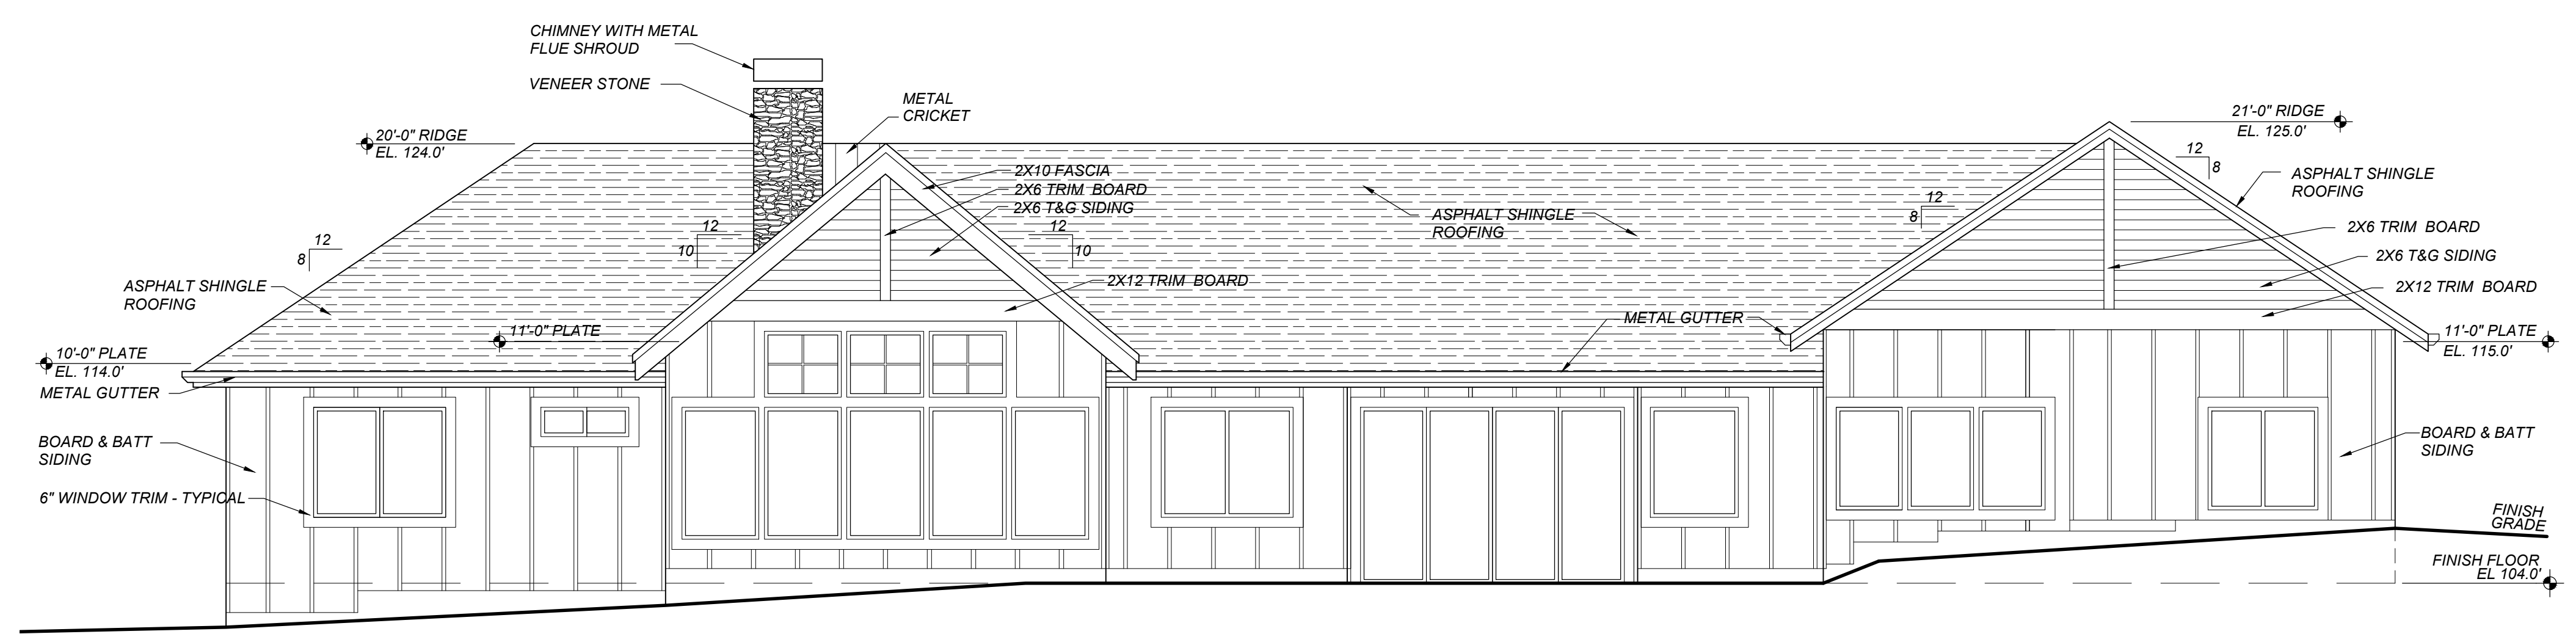 CHIMNEY WITH METAL
FLUE SHROUD
VENEER STONE
METAL
CRICKET
20'-0" RIDGE
EL. 124.0'
21'-0" RIDGE
EL. 125.0'
12
8
ASPHALT SHINGLE
ROOFING
2X10 FASCIA
2X6 TRIM BOARD
2X6 T&G SIDING
12
8
12
10
12
10
ASPHALT SHINGLE
ROOFING
2X6 TRIM BOARD
12
8
2X6 T&G SIDING
2X12 TRIM BOARD
2X12 TRIM BOARD
ASPHALT SHINGLE
ROOFING
METAL GUTTER
11'-0" PLATE
11'-0" PLATE
EL. 115.0'
10'-0" PLATE
EL. 114.0'
METAL GUTTER
BOARD & BATT
SIDING
BOARD & BATT
SIDING
6" WINDOW TRIM - TYPICAL
FINISH
GRADE
FINISH FLOOR
EL 104.0'